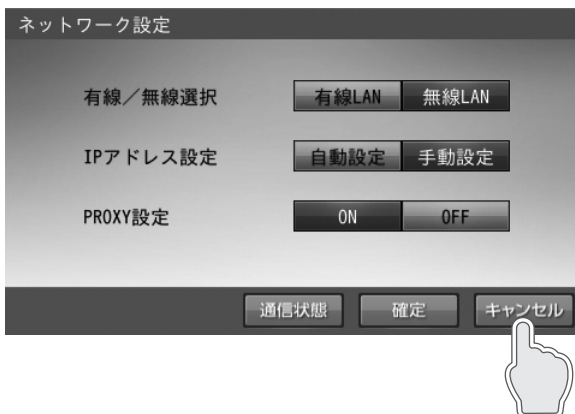 ネットワーク設定
有線／無線選択 有線LAN 無線LAN
IPアドレス設定 自動設定 手動設定
PROXY設定 ON OFF
通信状態 確定 キャンセル